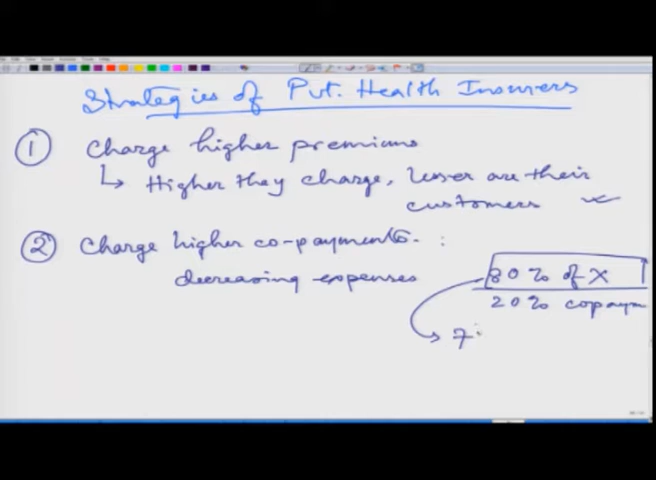 Strategies of Pvt. Health Insurers
1 Charge higher premiums
↳ Higher they charge, lesser are their
customers
2 Charge higher co-payments. :
decreasing expenses
80% of X
20% copaym
7